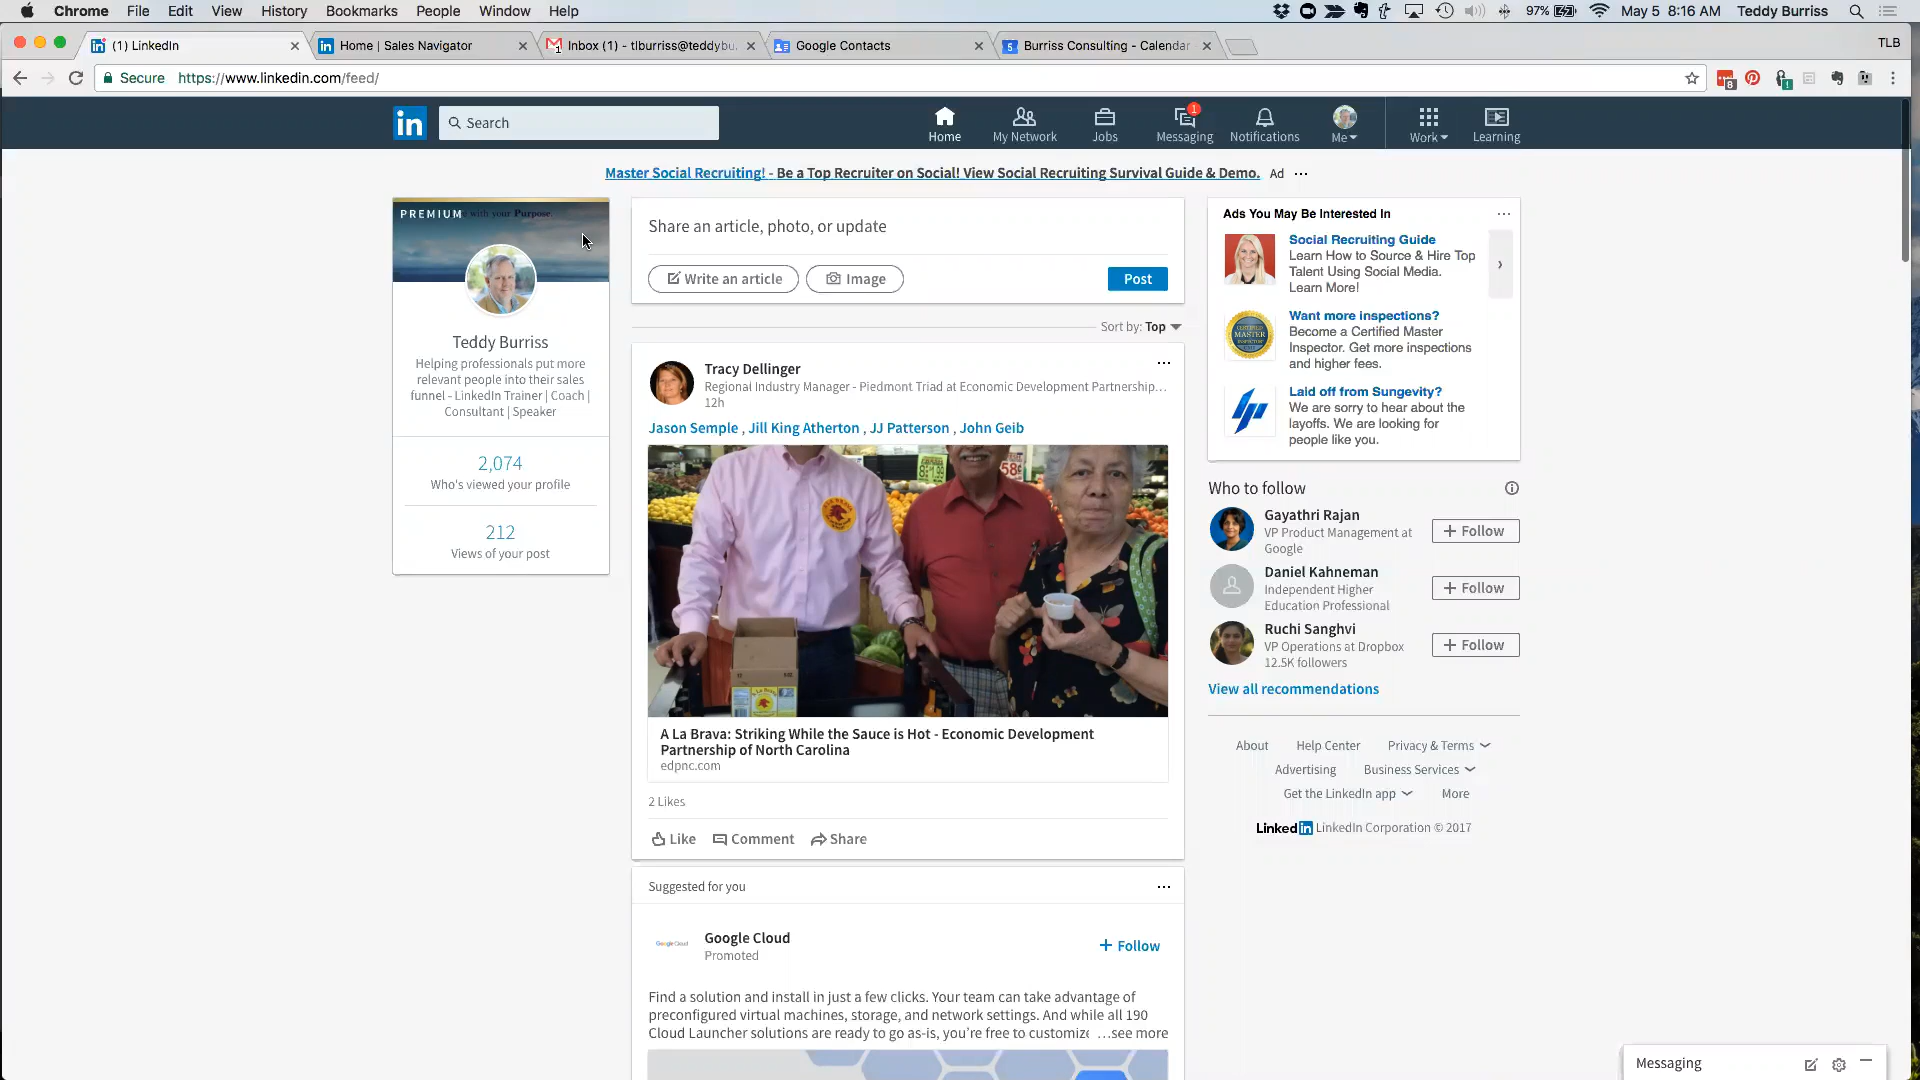 Chrome File Edit View History Bookmarks People Window Help 97% May 5 8:16 AM Teddy Burriss
(1) LinkedIn Home | Sales Navigator Inbox (1) - tlburriss@teddybu Google Contacts Burriss Consulting - Calendar TLB
Secure https://www.linkedin.com/feed/
in Search Home My Network Jobs 1 Messaging Notifications Me Work Learning
Master Social Recruiting! - Be a Top Recruiter on Social! View Social Recruiting Survival Guide & Demo. Ad
PREMIUM with your Purpose.
Teddy Burriss
Helping professionals put more
relevant people into their sales
funnel - LinkedIn Trainer | Coach |
Consultant | Speaker
2,074
Who's viewed your profile
212
Views of your post
Share an article, photo, or update
Write an article Image Post
Sort by: Top
Tracy Dellinger
Regional Industry Manager - Piedmont Triad at Economic Development Partnership...
12h
Jason Semple , Jill King Atherton , JJ Patterson , John Geib
58¢
A La Brava: Striking While the Sauce is Hot - Economic Development
Partnership of North Carolina
edpnc.com
2 Likes
Like Comment Share
Suggested for you
Google Cloud
Google Cloud
Promoted
+ Follow
Find a solution and install in just a few clicks. Your team can take advantage of
preconfigured virtual machines, storage, and network settings. And while all 190
Cloud Launcher solutions are ready to go as-is, you're free to customize ...see more
Ads You May Be Interested In
Social Recruiting Guide
Learn How to Source & Hire Top
Talent Using Social Media.
Learn More!
CERTIFIED
MASTER
INSPECTOR
Want more inspections?
Become a Certified Master
Inspector. Get more inspections
and higher fees.
Laid off from Sungevity?
We are sorry to hear about the
layoffs. We are looking for
people like you.
Who to follow
Gayathri Rajan
VP Product Management at
Google
+ Follow
Daniel Kahneman
Independent Higher
Education Professional
+ Follow
Ruchi Sanghvi
VP Operations at Dropbox
12.5K followers
+ Follow
View all recommendations
About Help Center Privacy & Terms
Advertising Business Services
Get the LinkedIn app More
LinkedIn LinkedIn Corporation © 2017
Messaging